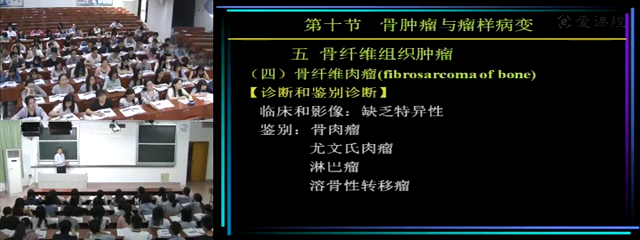 第十节 骨肿瘤与瘤样病变
爱课程
五 骨纤维组织肿瘤
(四)骨纤维肉瘤(fibrosarcoma of bone)
【诊断和鉴别诊断】
临床和影像：缺乏特异性
鉴别：骨肉瘤
尤文氏肉瘤
淋巴瘤
溶骨性转移瘤